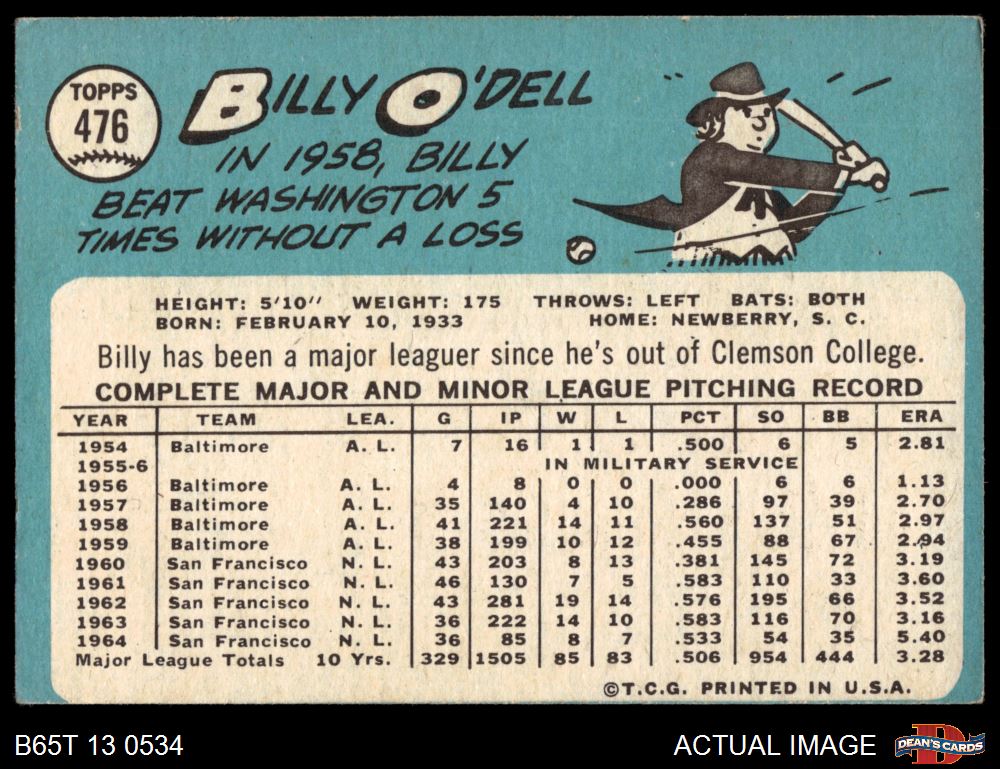 TOPPS
476
BILLY O'DELL
IN 1958, BILLY
BEAT WASHINGTON 5
TIMES WITHOUT A LOSS
HEIGHT: 5'10" WEIGHT: 175 THROWS: LEFT BATS: BOTH
BORN: FEBRUARY 10, 1933 HOME: NEWBERRY, S. C.
Billy has been a major leaguer since he's out of Clemson College.
COMPLETE MAJOR AND MINOR LEAGUE PITCHING RECORD
YEAR TEAM LEA. G IP W L PCT SO BB ERA
1954 Baltimore A. L. 7 16 1 1 .500 6 5 2.81
1955-6 IN MILITARY SERVICE
1956 Baltimore A. L. 4 8 0 0 .000 6 6 1.13
1957 Baltimore A. L. 35 140 4 10 .286 97 39 2.70
1958 Baltimore A. L. 41 221 14 11 .560 137 51 2.97
1959 Baltimore A. L. 38 199 10 12 .455 88 67 2.94
1960 San Francisco N. L. 43 203 8 13 .381 145 72 3.19
1961 San Francisco N. L. 46 130 7 5 .583 110 33 3.60
1962 San Francisco N. L. 43 281 19 14 .576 195 66 3.52
1963 San Francisco N. L. 36 222 14 10 .583 116 70 3.16
1964 San Francisco N. L. 36 85 8 7 .533 54 35 5.40
Major League Totals 10 Yrs. 329 1505 85 83 .506 954 444 3.28
©T.C.G. PRINTED IN U.S.A.
B65T 13 0534 ACTUAL IMAGE
D
DEAN'S CARDS